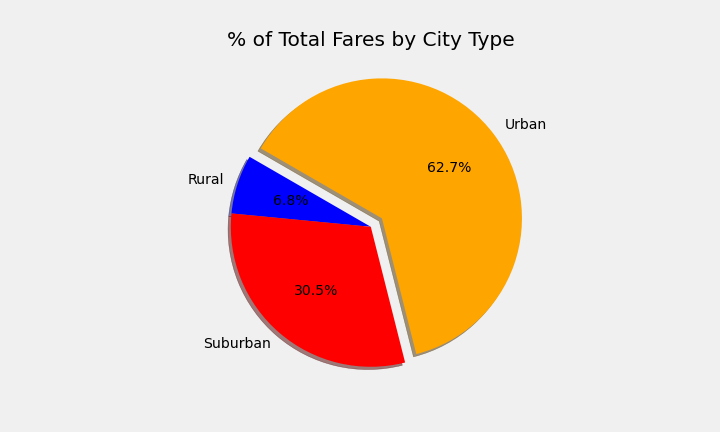 % of Total Fares by City Type
Urban
62.7%
Rural
6.8%
30.5%
Suburban